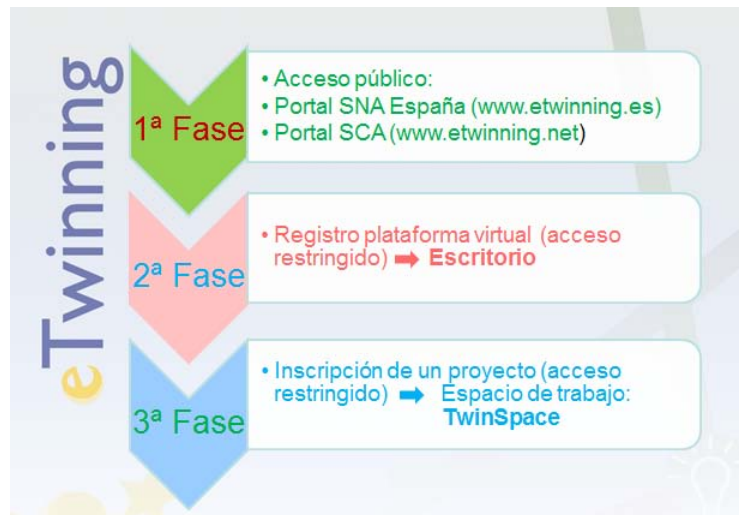 eTwinning
1ª Fase
• Acceso público:
• Portal SNA España (www.etwinning.es)
• Portal SCA (www.etwinning.net)
2ª Fase
• Registro plataforma virtual (acceso
restringido) ➡ Escritorio
3ª Fase
• Inscripción de un proyecto (acceso
restringido) ➡ Espacio de trabajo:
TwinSpace